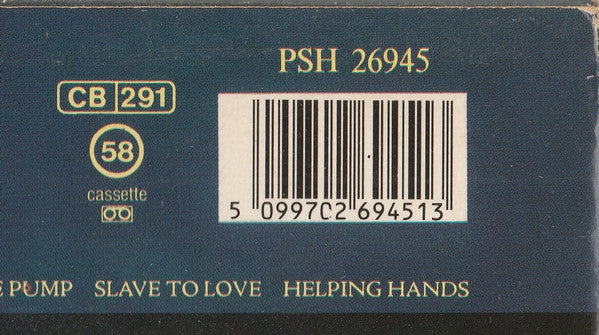 PSH 26945
CB 291
58
cassette
5 099702 694513
E PUMP SLAVE TO LOVE HELPING HANDS